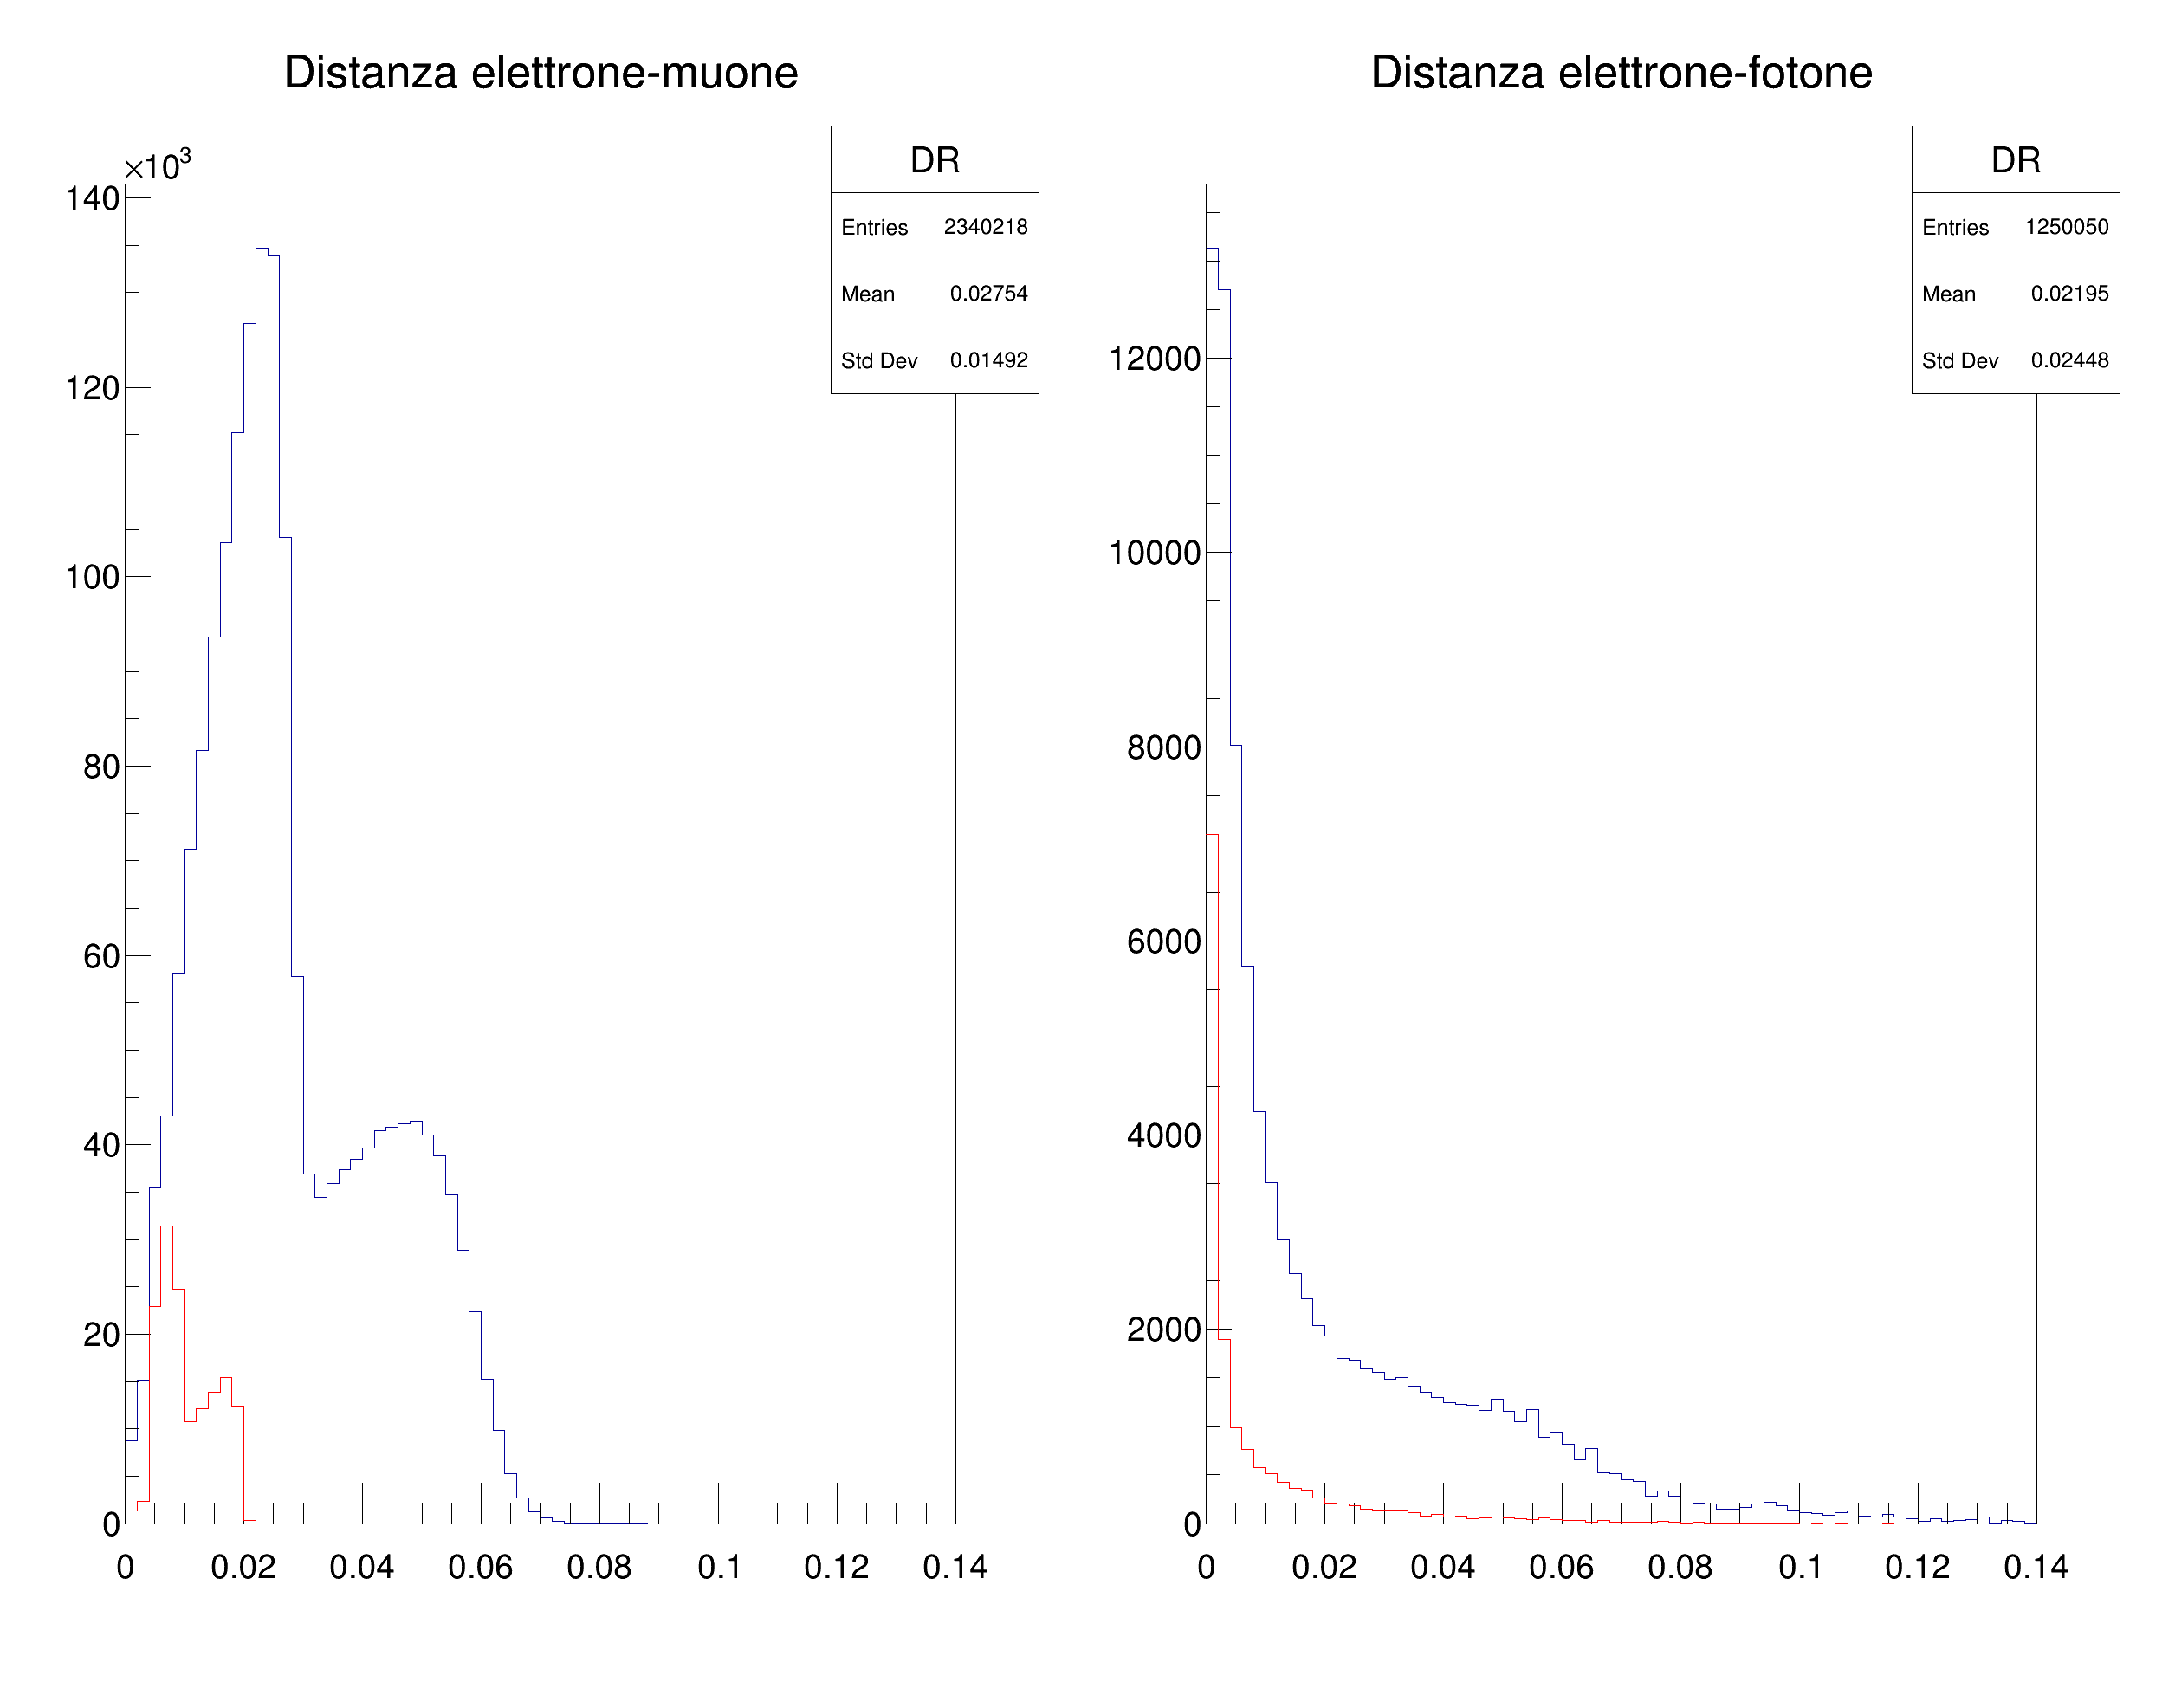 Distanza elettrone-muone
×10³
140
120
100
80
60
40
20
0
0 0.02 0.04 0.06 0.08 0.1 0.12 0.14
DR
Entries 2340218
Mean 0.02754
Std Dev 0.01492
Distanza elettrone-fotone
12000
10000
8000
6000
4000
2000
0
0 0.02 0.04 0.06 0.08 0.1 0.12 0.14
DR
Entries 1250050
Mean 0.02195
Std Dev 0.02448